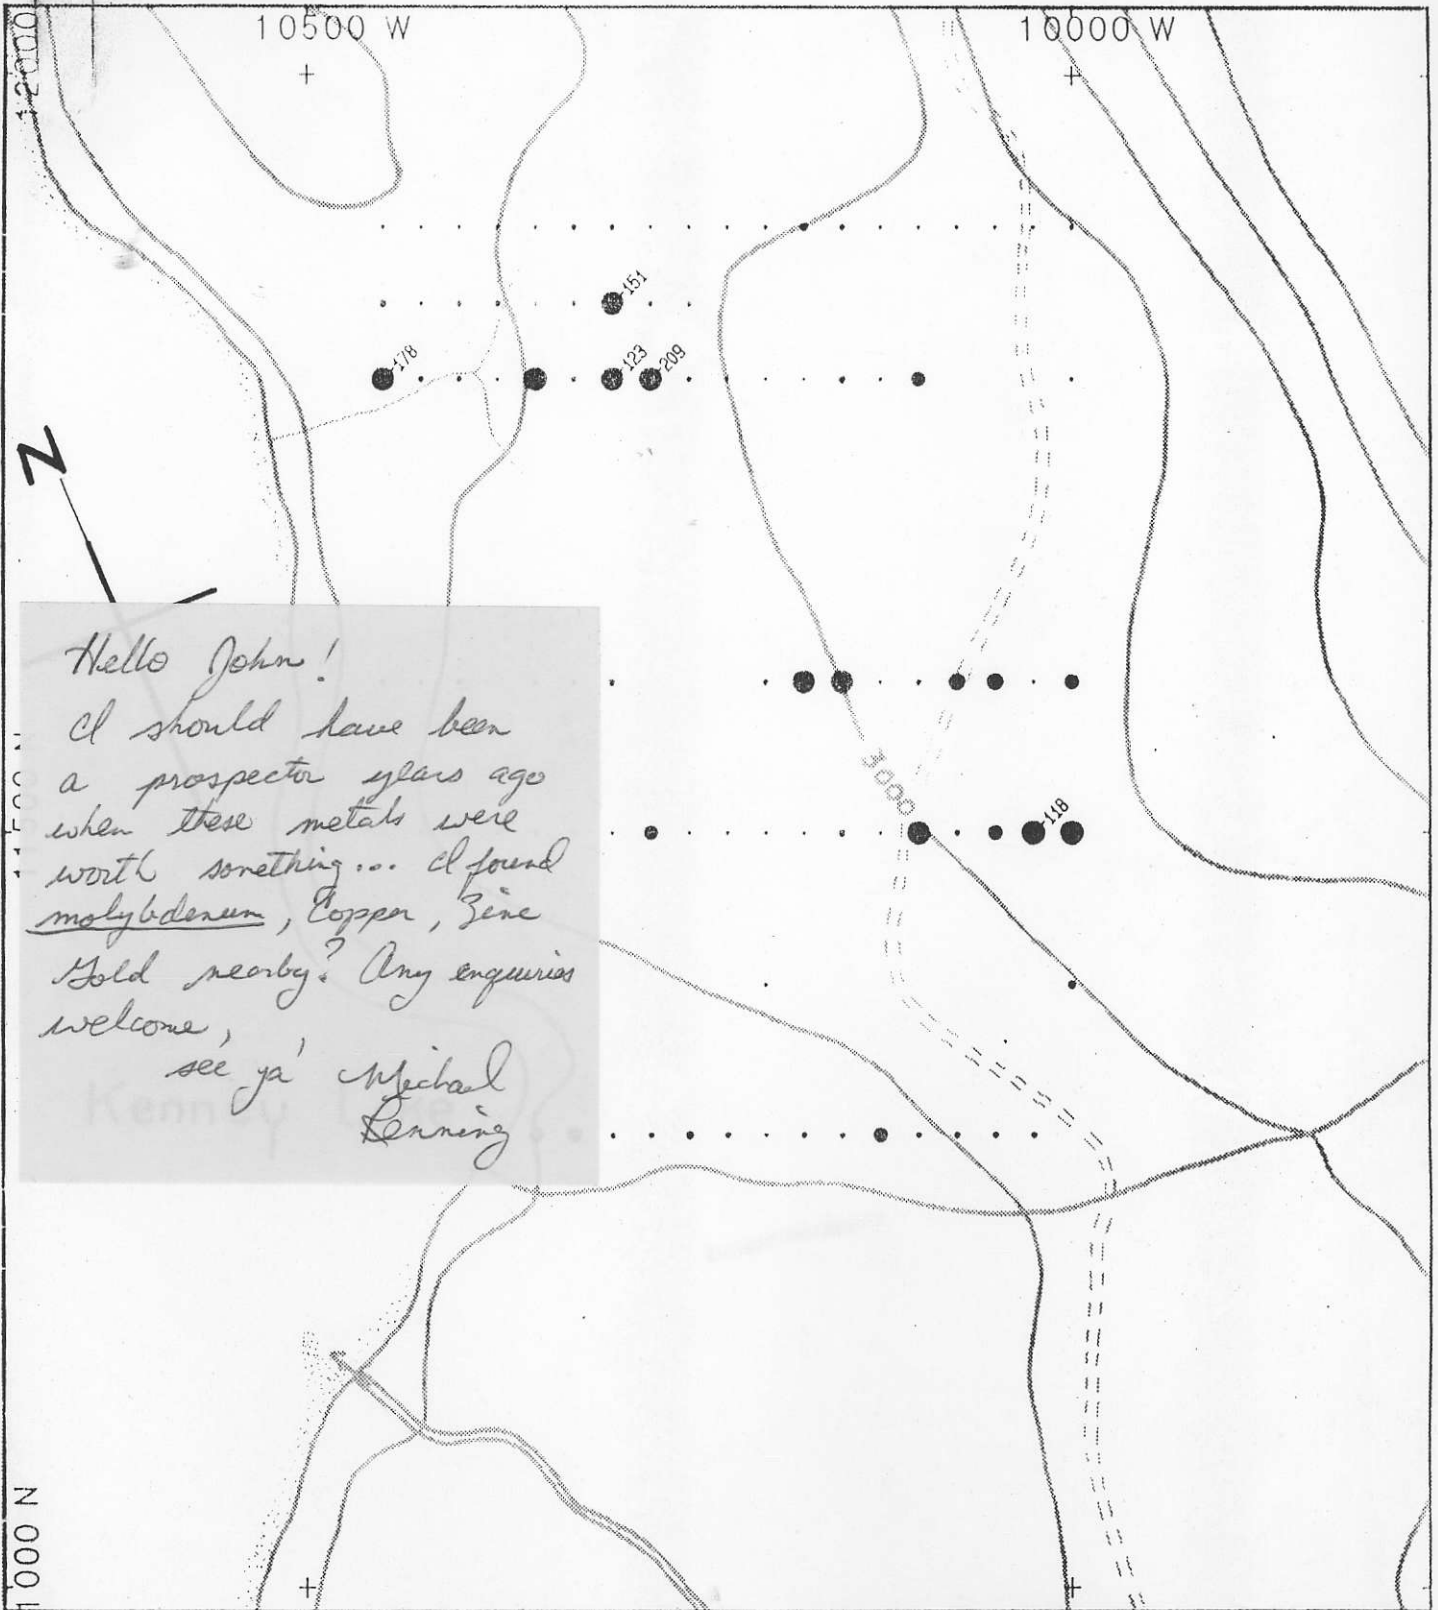 10500 W
10000 W
12000
151
178
123
209
N
Hello John!
I should have been
a prospector years ago
when these metals were
worth something... I found
molybdenum, Copper, Zinc
Gold nearby? Any enquiries
welcome,
see ya' Michael
Renning
3000
118
Kenney Lake
1000 N